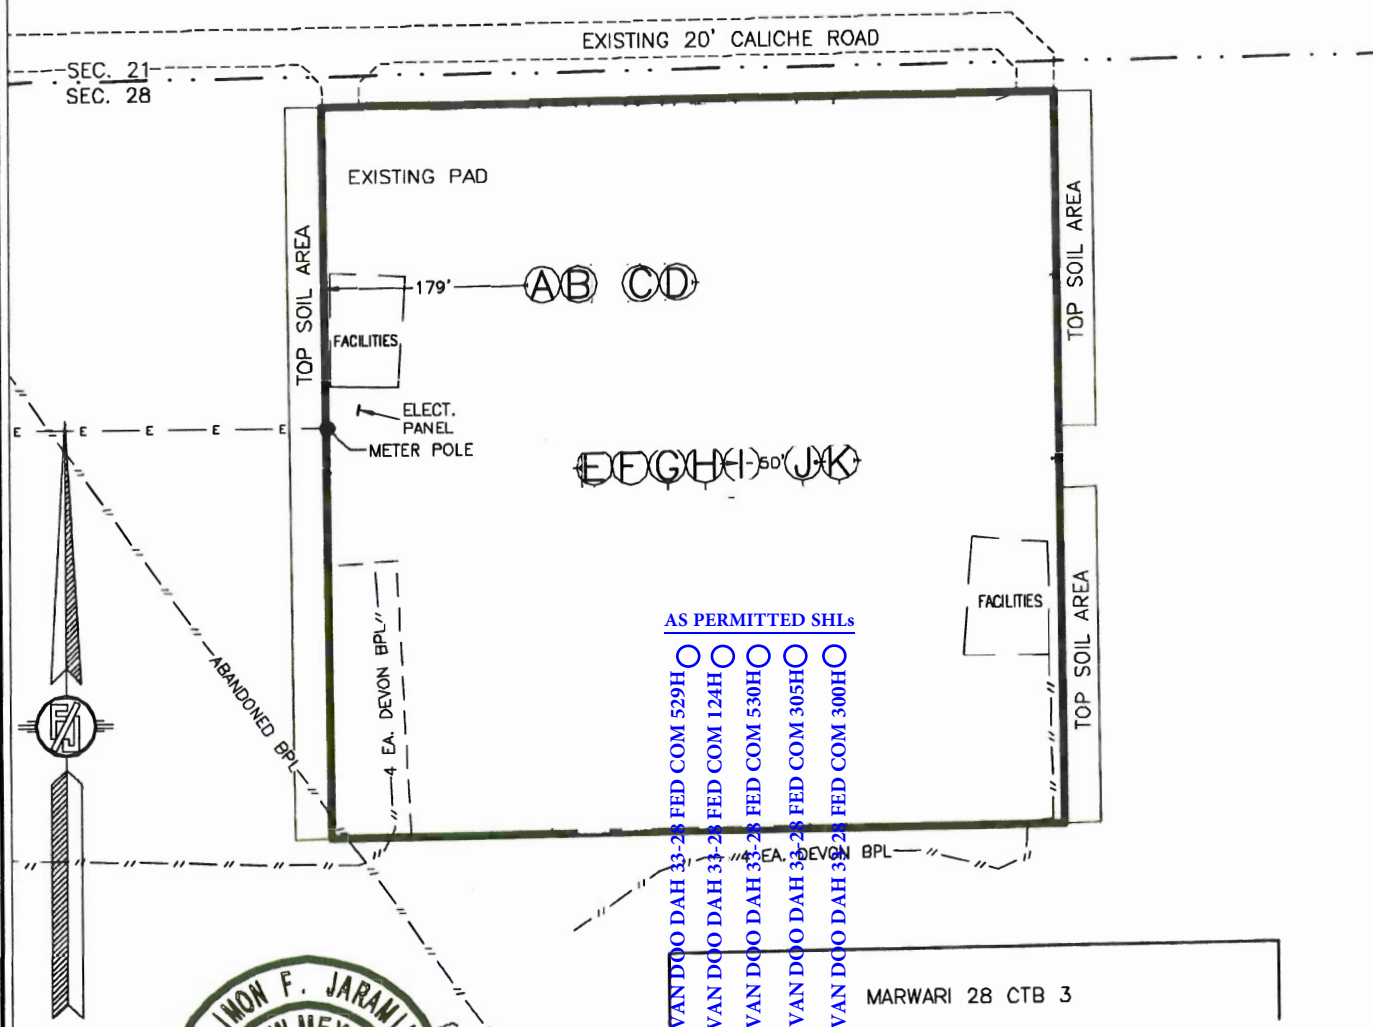 EXISTING 20' CALICHE ROAD
SEC. 21
SEC. 28
EXISTING PAD
TOP SOIL AREA
TOP SOIL AREA
179'
A B C D
FACILITIES
ELECT.
PANEL
METER POLE
E E E E E
E F G H I 50' J K
FACILITIES
TOP SOIL AREA
AS PERMITTED SHLs
VAN DOO DAH 33-28 FED COM 529H
VAN DOO DAH 33-28 FED COM 124H
VAN DOO DAH 33-28 FED COM 530H
VAN DOO DAH 33-28 FED COM 305H
VAN DOO DAH 33-28 FED COM 300H
4 EA. DEVON BPL
ABANDONED BPL
4 EA. DEVON BPL
MARWARI 28 CTB 3
F.